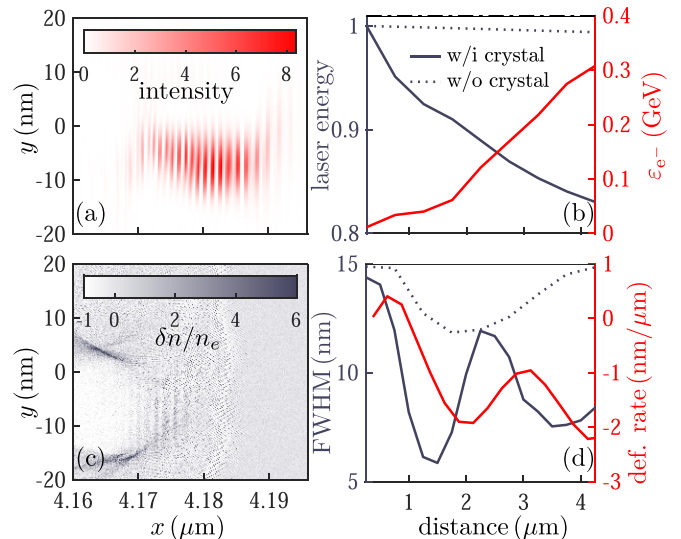 20
10
0
-10
-20
y (nm)
0 2 4 6 8
intensity
(a)
1
0.9
0.8
laser energy
w/i crystal
w/o crystal
0.4
0.3
0.2
0.1
0
εe− (GeV)
(b)
20
10
0
-10
-20
y (nm)
-1 0 2 4 6
δn/ne
(c)
4.16 4.17 4.18 4.19
x (μm)
15
10
5
FWHM (nm)
1
0
-1
-2
-3
def. rate (nm/μm)
(d)
1 2 3 4
distance (μm)